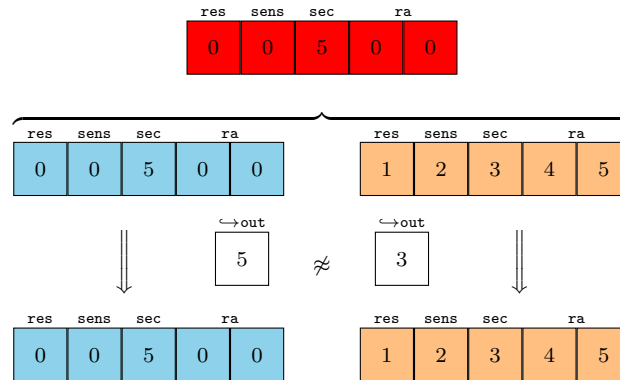 res sens sec ra
0 0 5 0 0
res sens sec ra res sens sec ra
0 0 5 0 0 1 2 3 4 5
↪out ↪out
⇓ 5 ≉ 3 ⇓
res sens sec ra res sens sec ra
0 0 5 0 0 1 2 3 4 5